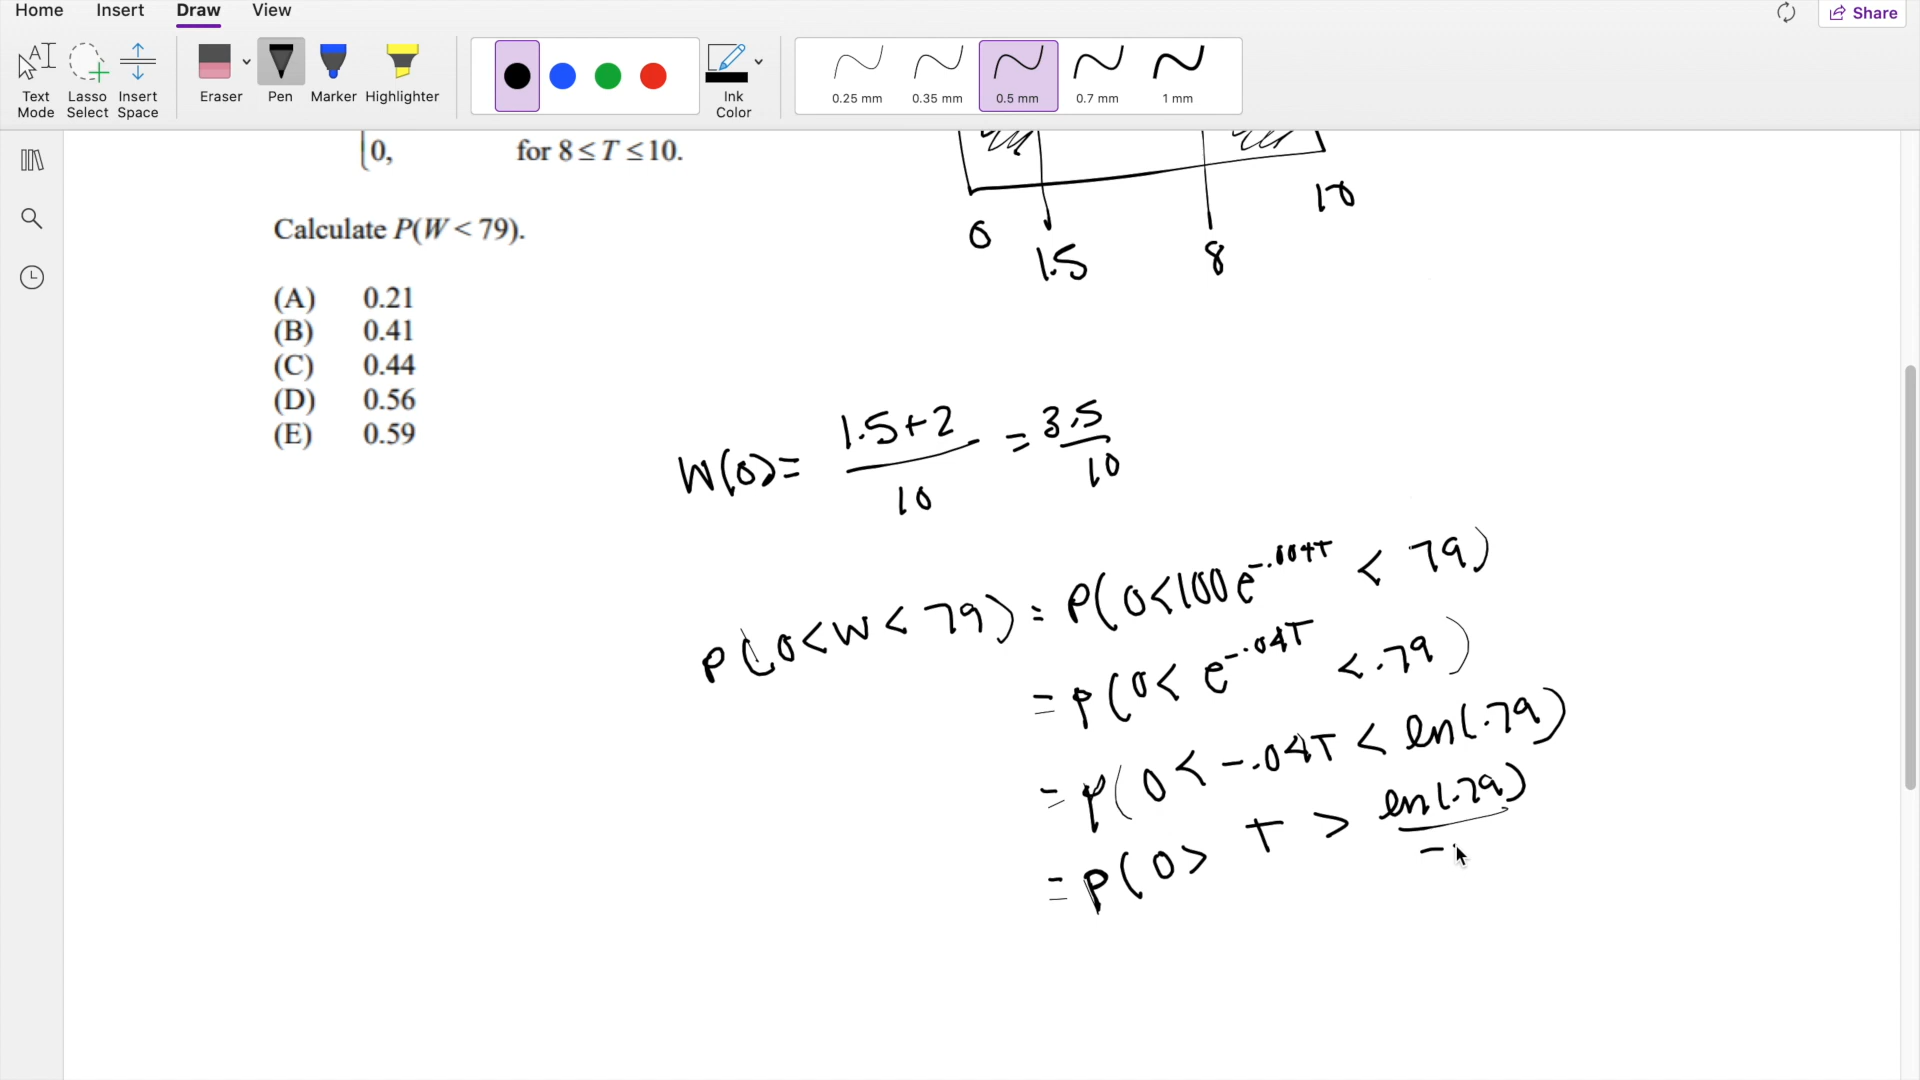 Home Insert Draw View
Share
Text Mode
Lasso Select
Insert Space
Eraser
Pen
Marker
Highlighter
Ink Color
0.25 mm
0.35 mm
0.5 mm
0.7 mm
1 mm
0, for 8 ≤ T ≤ 10.
0 1.5 8 10
Calculate P(W < 79).
(A) 0.21
(B) 0.41
(C) 0.44
(D) 0.56
(E) 0.59
W(0) = (1.5+2)/10 = 3.5/10
P(0<W<79) = P(0<100e^-.004T < 79)
= P(0< e^-.04T < .79)
= P(0 < -.04T < ln(.79)
= P(0 > T > ln(.79)/-.